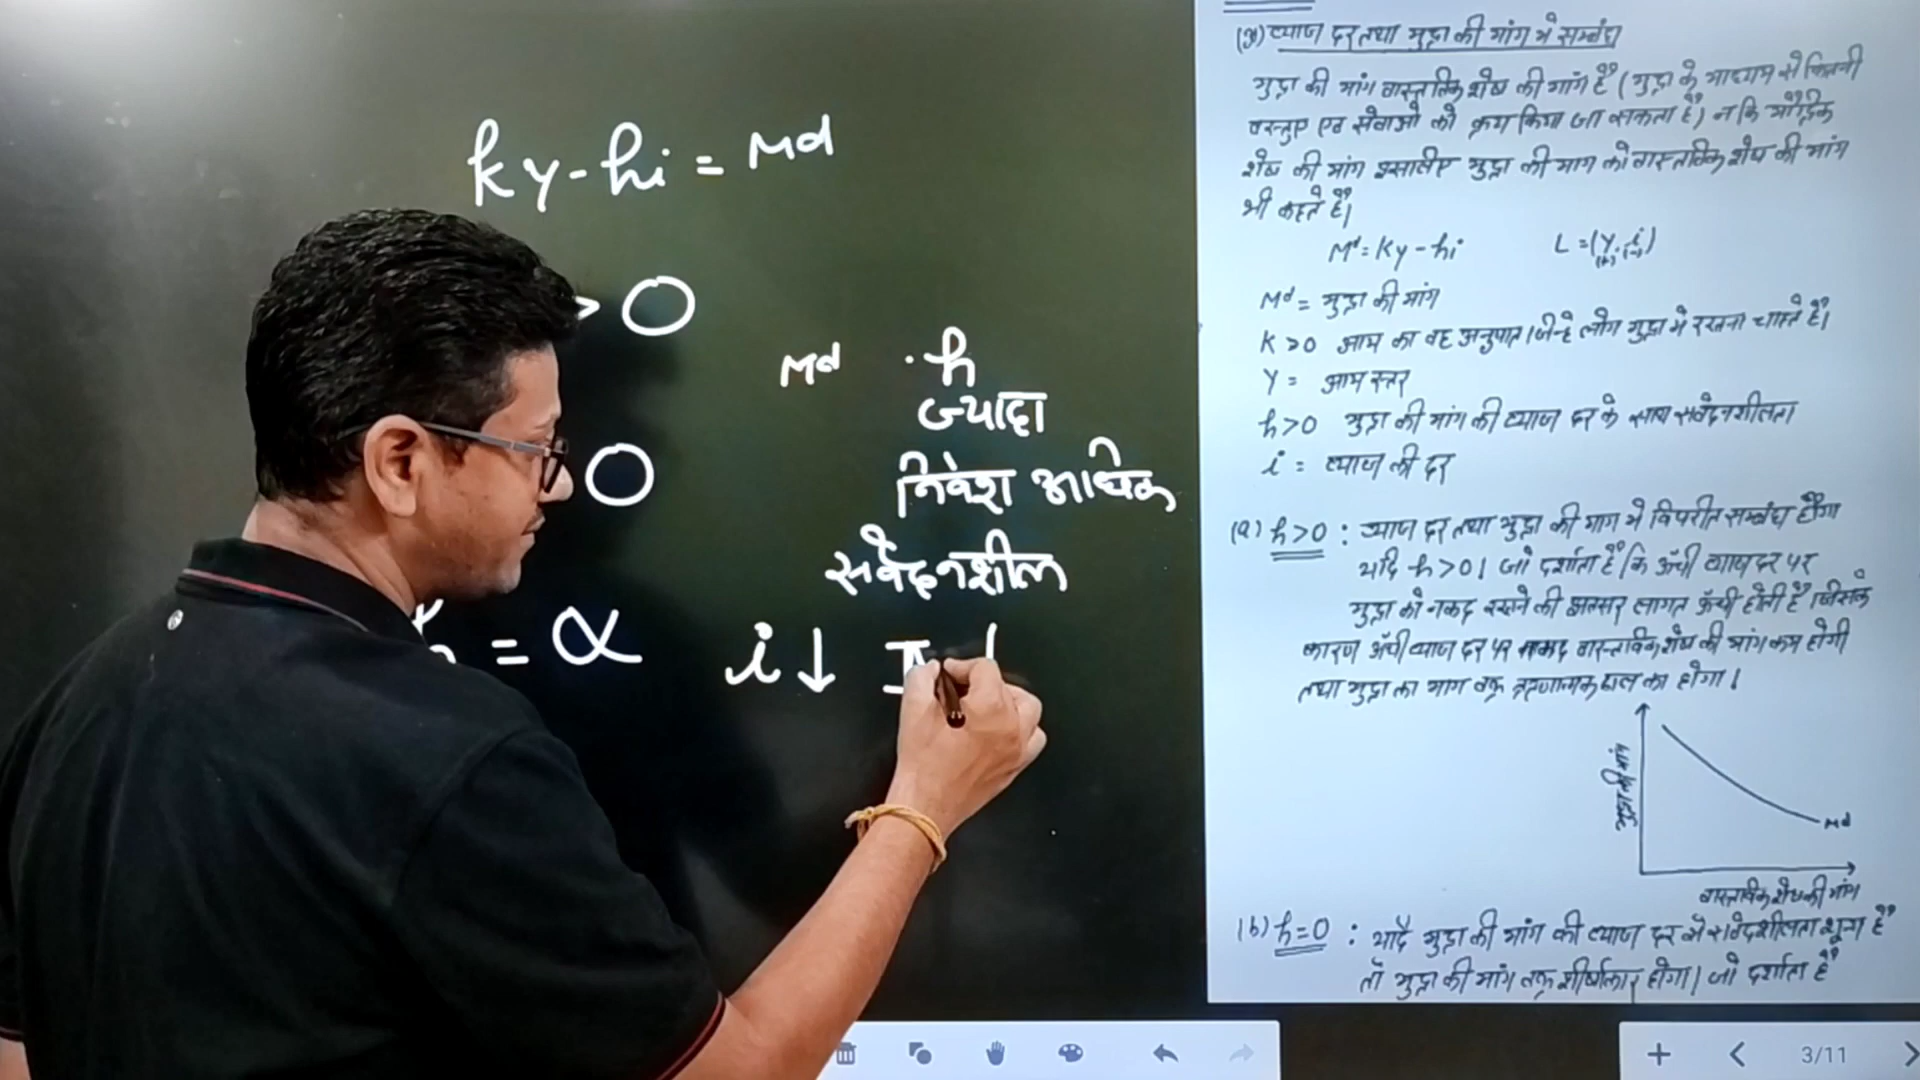 ky-hi = Md
> 0
Md . h
ज्यादा
0
निवेश अधिक
संवेदनशील
= α i↓ I
(अ) ब्याज दर तथा मुद्रा की मांग मे सम्बंध
मुद्रा की मांग वास्तविक शेष की मांग है (मुद्रा के माध्यम से कितनी
वस्तुए एव सेवाओ को क्रय किया जा सकता है) न कि मौद्रिक
शेष की मांग इसलिए मुद्रा की मांग को वास्तविक शेष की मांग
भी कहते है।
Md = Ky - hi L = (Y, i)
Md = मुद्रा की मांग
K > 0 आय का वह अनुपात जिन्हे लोग मुद्रा मे रखना चाहते है।
Y = आय स्तर
h > 0 मुद्रा की मांग की ब्याज दर के साथ संवेदनशीलता
i = ब्याज की दर
(a) h > 0 : ब्याज दर तथा मुद्रा की मांग मे विपरीत सम्बंध होगा
यदि h > 0। जो दर्शाता है कि ऊँची ब्याज दर पर
मुद्रा को नकद रखने की अवसर लागत ऊँची होती है जिसके
कारण ऊँची ब्याज दर पर वास्तविक शेष की मांग कम होगी
तथा मुद्रा का मांग वक्र ऋणात्मक ढाल का होगा।
Md
वास्तविक शेष की मांग
(b) h = 0 : यदि मुद्रा की मांग की ब्याज दर से संवेदशीलता शून्य है
तो मुद्रा की मांग वक्र शीर्षाकार होगा। जो दर्शाता है
3/11